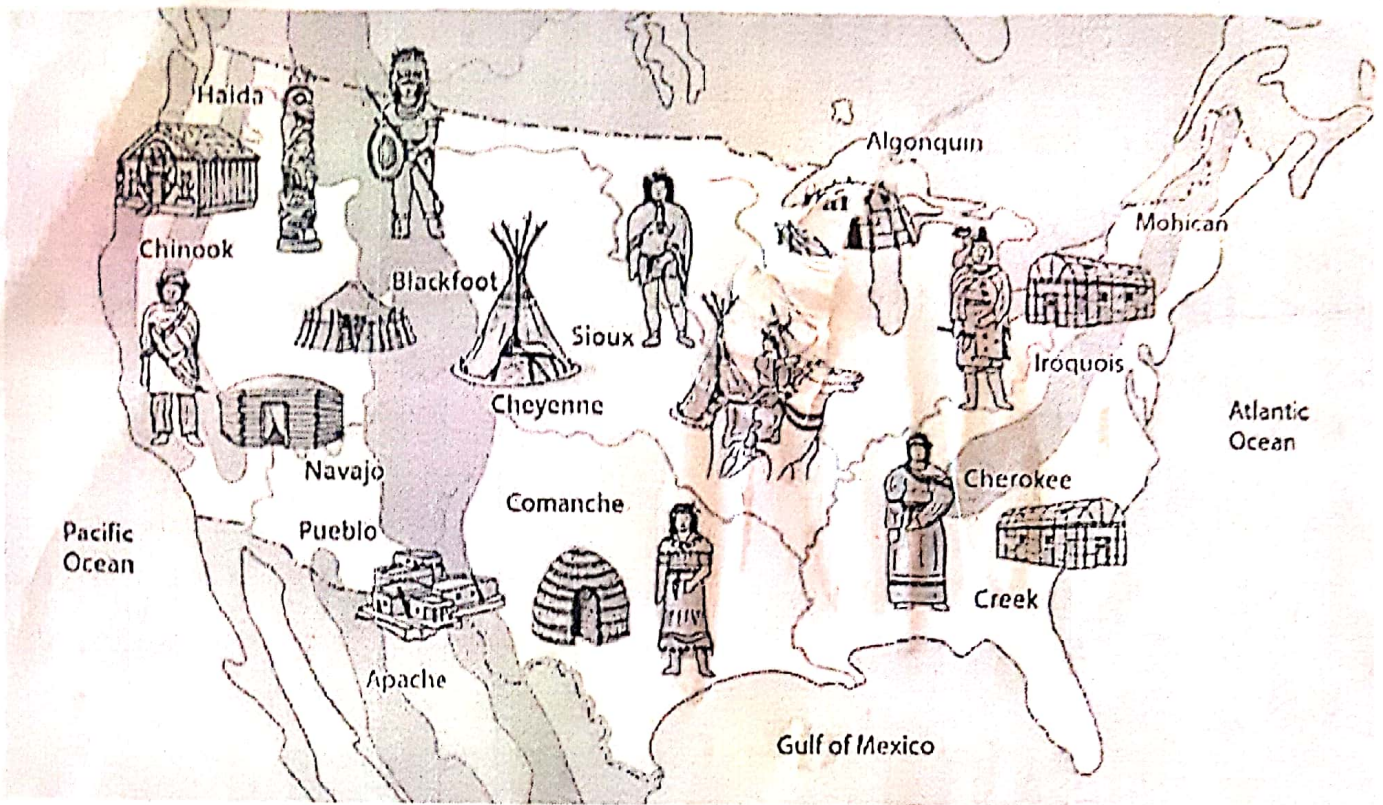 Haida
Algonquin
Mohican
Chinook
Blackfoot
Sioux
Iroquois
Cheyenne
Atlantic
Ocean
Navajo
Cherokee
Comanche
Pueblo
Pacific
Ocean
Creek
Apache
Gulf of Mexico